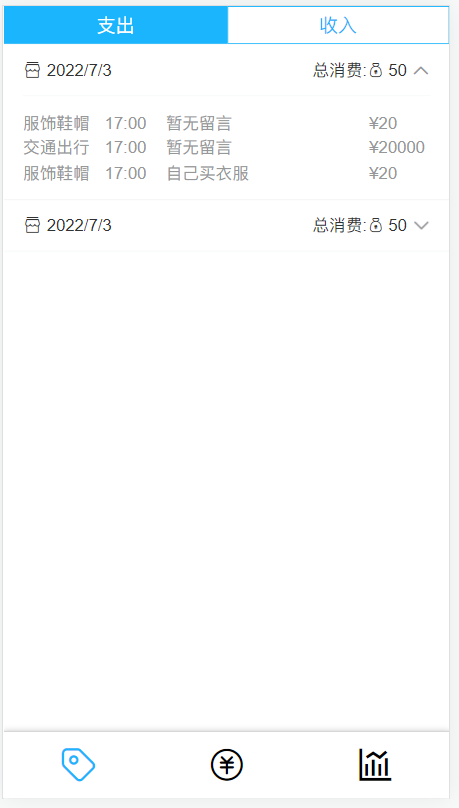 支出 收入
2022/7/3 总消费: 50
服饰鞋帽 17:00 暂无留言 ¥20
交通出行 17:00 暂无留言 ¥20000
服饰鞋帽 17:00 自己买衣服 ¥20
2022/7/3 总消费: 50